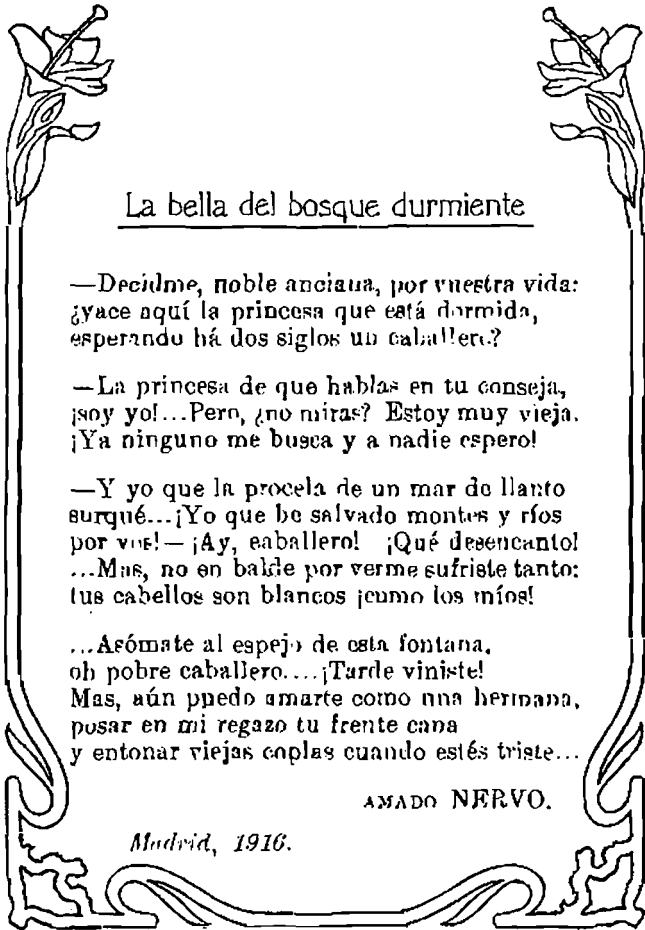 La bella del bosque durmiente
—Decidme, noble anciana, por vuestra vida:
¿yace aquí la princesa que está dormida,
esperando há dos siglos un caballero?
—La princesa de que hablas en tu conseja,
¡soy yo!...Pero, ¿no miras? Estoy muy vieja.
¡Ya ninguno me busca y a nadie espero!
—Y yo que la procela de un mar de llanto
surqué...¡Yo que he salvado montes y ríos
por vos!— ¡Ay, caballero! ¡Qué desencanto!
...Mas, no en balde por verme sufriste tanto:
tus cabellos son blancos ¡como los míos!
...Asómate al espejo de esta fontana,
oh pobre caballero....¡Tarde viniste!
Mas, aún puedo amarte como una hermana,
posar en mi regazo tu frente cana
y entonar viejas coplas cuando estés triste...
AMADO NERVO.
Madrid, 1916.